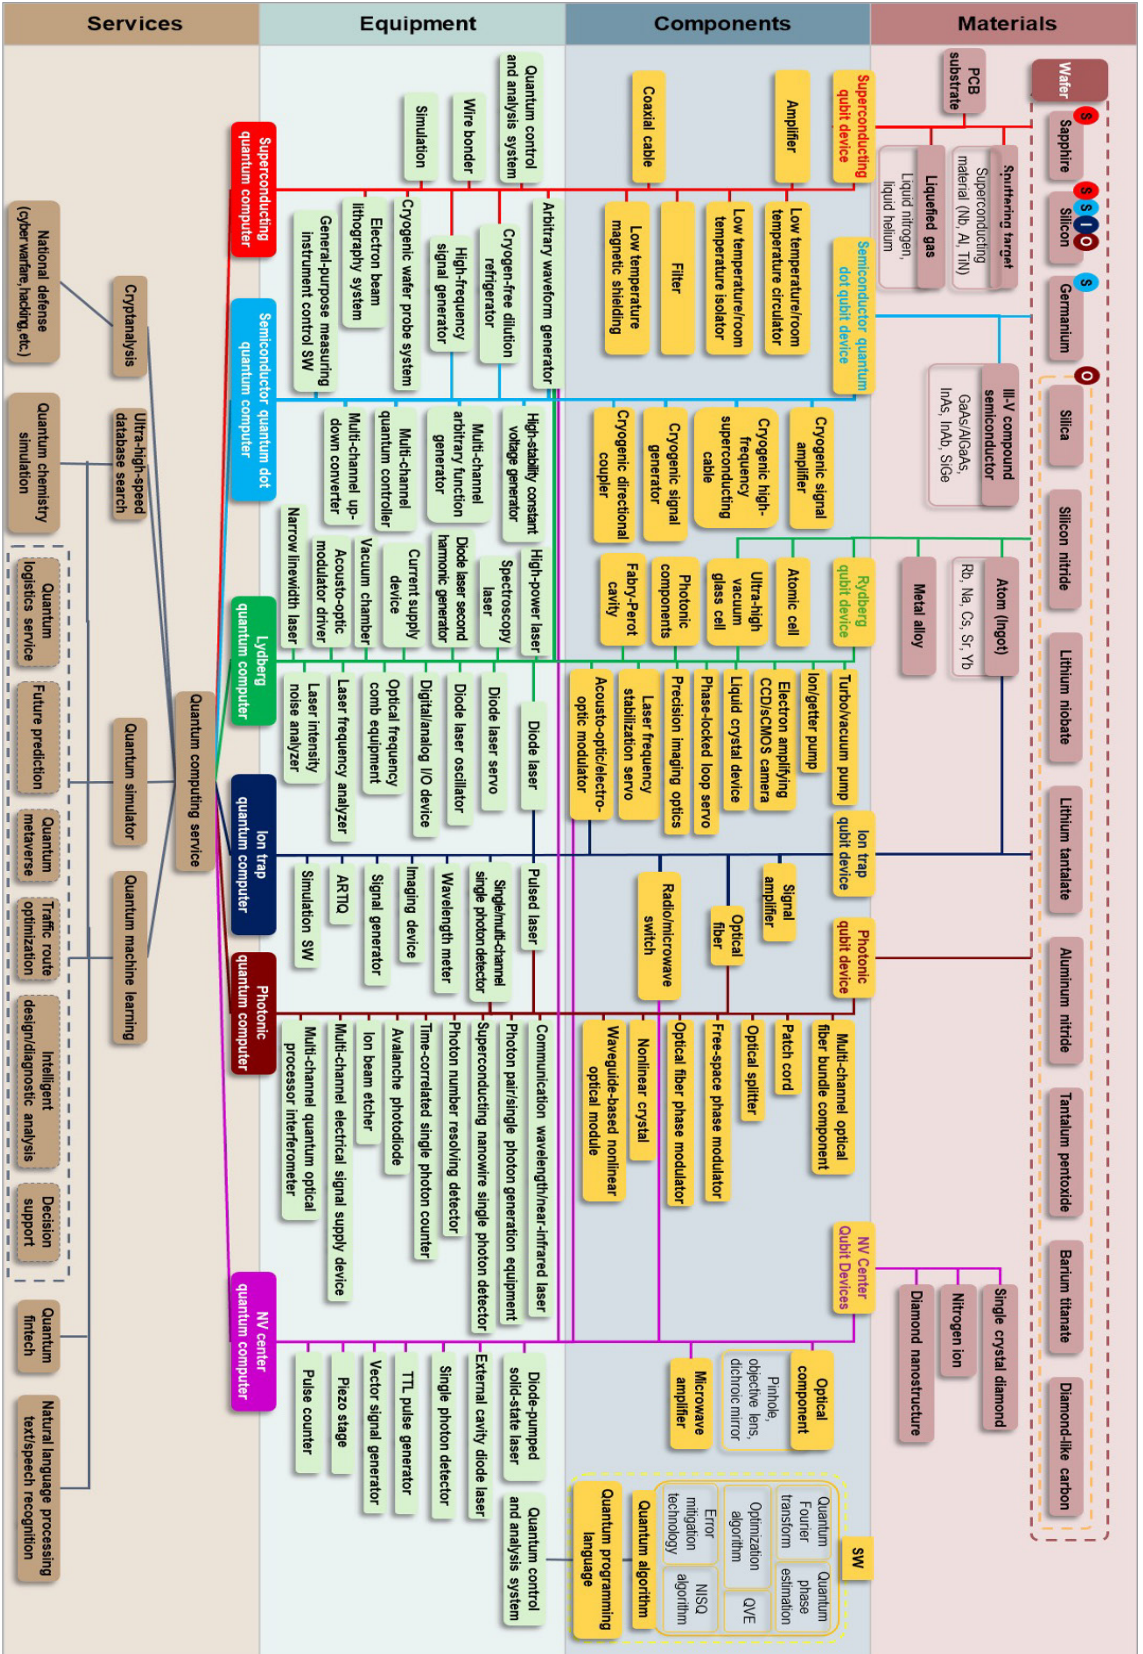 Services
Equipment
Components
Materials
Wafer
S
Sapphire
S
S
I
O
Silicon
S
Germanium
O
Silica
Silicon nitride
Lithium niobate
Lithium tantalate
Aluminum nitride
Tantalum pentoxide
Barium titanate
Diamond-like carbon
PCB
substrate
Sputtering target
Superconducting
material (Nb, Al, TiN)
Liquefied gas
Liquid nitrogen,
liquid helium
III-V compound
semiconductor
GaAs/AlGaAs,
InAs, InAb, SiGe
Atom (Ingot)
Rb, Na, Cs, Sr, Yb
Metal alloy
Single crystal diamond
Nitrogen ion
Diamond nanostructure
Superconducting
qubit device
Semiconductor quantum
dot qubit device
Rydberg
qubit device
Ion trap
qubit device
Photonic
qubit device
NV Center
Qubit Devices
SW
Amplifier
Coaxial cable
Low temperature/room
temperature circulator
Low temperature/room
temperature isolator
Filter
Low temperature
magnetic shielding
Cryogenic signal
amplifier
Cryogenic high-
frequency
superconducting
cable
Cryogenic signal
generator
Cryogenic directional
coupler
Atomic cell
Ultra-high
vacuum
glass cell
Photonic
components
Fabry-Perot
cavity
Turbo/vacuum pump
Ion/getter pump
Electron amplifying
CCD/sCMOS camera
Liquid crystal device
Phase-locked loop servo
Precision imaging optics
Laser frequency
stabilization servo
Acousto-optic/electro-
optic modulator
Signal
amplifier
Optical
fiber
Radio/microwave
switch
Multi-channel optical
fiber bundle component
Patch cord
Optical splitter
Free-space phase modulator
Optical fiber phase modulator
Nonlinear crystal
Waveguide-based nonlinear
optical module
Optical
component
Pinhole,
objective lens,
dichroic mirror
Microwave
amplifier
Quantum
Fourier
transform
Quantum
phase
estimation
Optimization
algorithm
QVE
Error
mitigation
technology
NISQ
algorithm
Quantum algorithm
Quantum programming
language
Quantum control
and analysis system
Wire bonder
Simulation
Arbitrary waveform generator
Cryogen-free dilution
refrigerator
High-frequency
signal generator
Cryogenic wafer probe system
Electron beam
lithography system
General-purpose measuring
instrument control SW
High-stability constant
voltage generator
Multi-channel
arbitrary function
generator
Multi-channel
quantum controller
Multi-channel up-
down converter
High-power laser
Spectroscopy
laser
Diode laser second
harmonic generator
Current supply
device
Vacuum chamber
Acousto-optic
modulator driver
Narrow linewidth laser
Diode laser
Diode laser servo
Diode laser oscillator
Digital/analog I/O device
Optical frequency
comb equipment
Laser frequency analyzer
Laser intensity
noise analyzer
Pulsed laser
Single/multi-channel
single photon detector
Wavelength meter
Imaging device
Signal generator
ARTIQ
Simulation SW
Communication wavelength/near-infrared laser
Photon pair/single photon generation equipment
Superconducting nanowire single photon detector
Photon number resolving detector
Time-correlated single photon counter
Avalanche photodiode
Ion beam etcher
Multi-channel electrical signal supply device
Multi-channel quantum optical
processor interferometer
Diode-pumped
solid-state laser
External cavity diode laser
Single photon detector
TTL pulse generator
Vector signal generator
Piezo stage
Pulse counter
Quantum control
and analysis system
Superconducting
quantum computer
Semiconductor quantum dot
quantum computer
Lydberg
quantum computer
Ion trap
quantum computer
Photonic
quantum computer
NV center
quantum computer
Quantum computing service
Cryptanalysis
Ultra-high-speed
database search
Quantum simulator
Quantum machine learning
National defense
(cyber warfare, hacking, etc.)
Quantum chemistry
simulation
Quantum
logistics service
Future prediction
Quantum
metaverse
Traffic route
optimization
Intelligent
design/diagnostic analysis
Decision
support
Quantum
fintech
Natural language processing
text/speech recognition